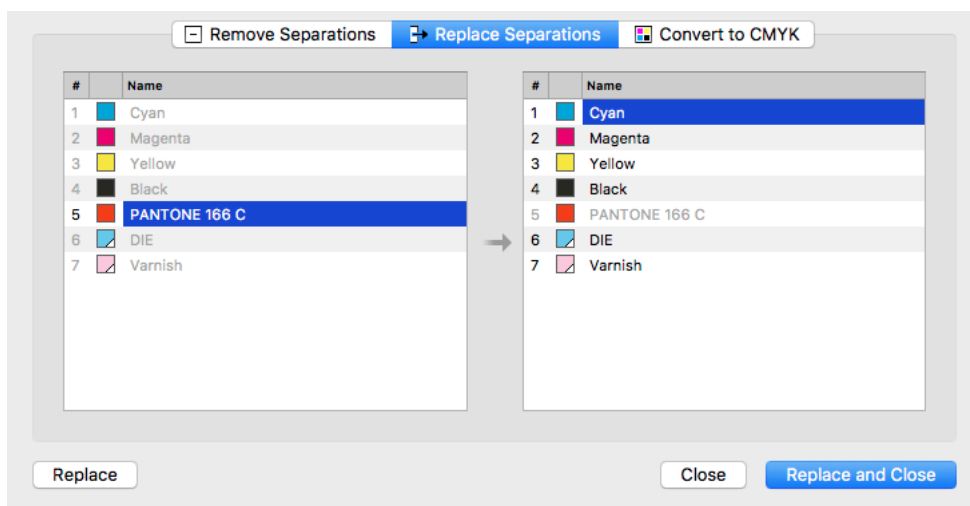 Remove Separations Replace Separations Convert to CMYK
# Name
1 Cyan
2 Magenta
3 Yellow
4 Black
5 PANTONE 166 C
6 DIE
7 Varnish
# Name
1 Cyan
2 Magenta
3 Yellow
4 Black
5 PANTONE 166 C
6 DIE
7 Varnish
Replace Close Replace and Close